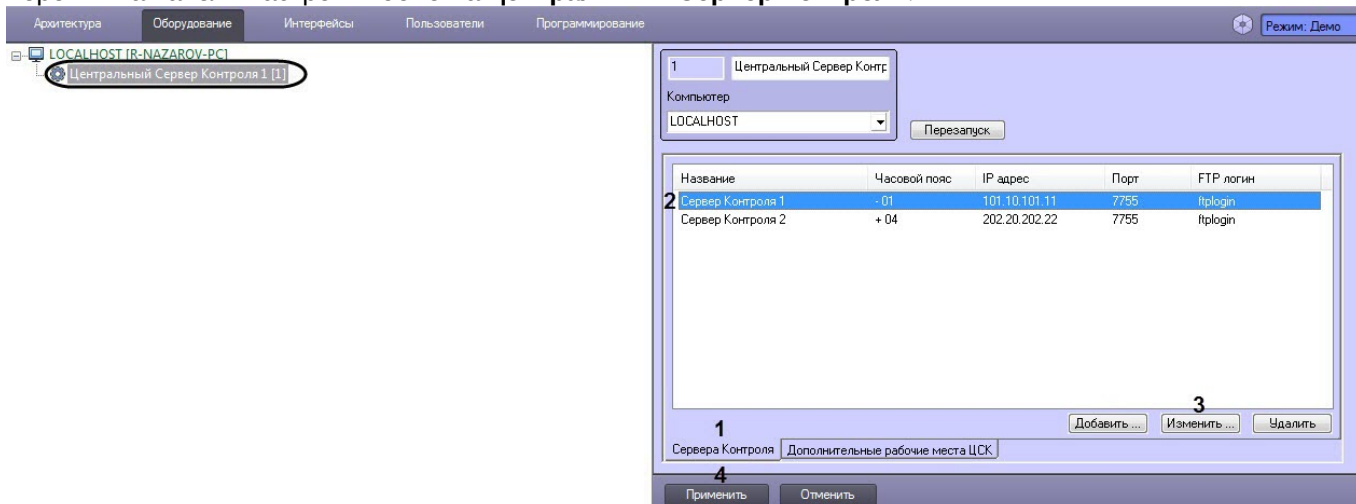 Архитектура Оборудование Интерфейсы Пользователи Программирование Режим: Демо
LOCALHOST [R-NAZAROV-PC]
Центральный Сервер Контроля 1 [1]
1 Центральный Сервер Контр
Компьютер
LOCALHOST
Перезапуск
Название Часовой пояс IP адрес Порт FTP логин
2 Сервер Контроля 1 - 01 101.10.101.11 7755 ftplogin
Сервер Контроля 2 + 04 202.20.202.22 7755 ftplogin
3
Добавить ... Изменить ... Удалить
1
Сервера Контроля Дополнительные рабочие места ЦСК
4
Применить Отменить